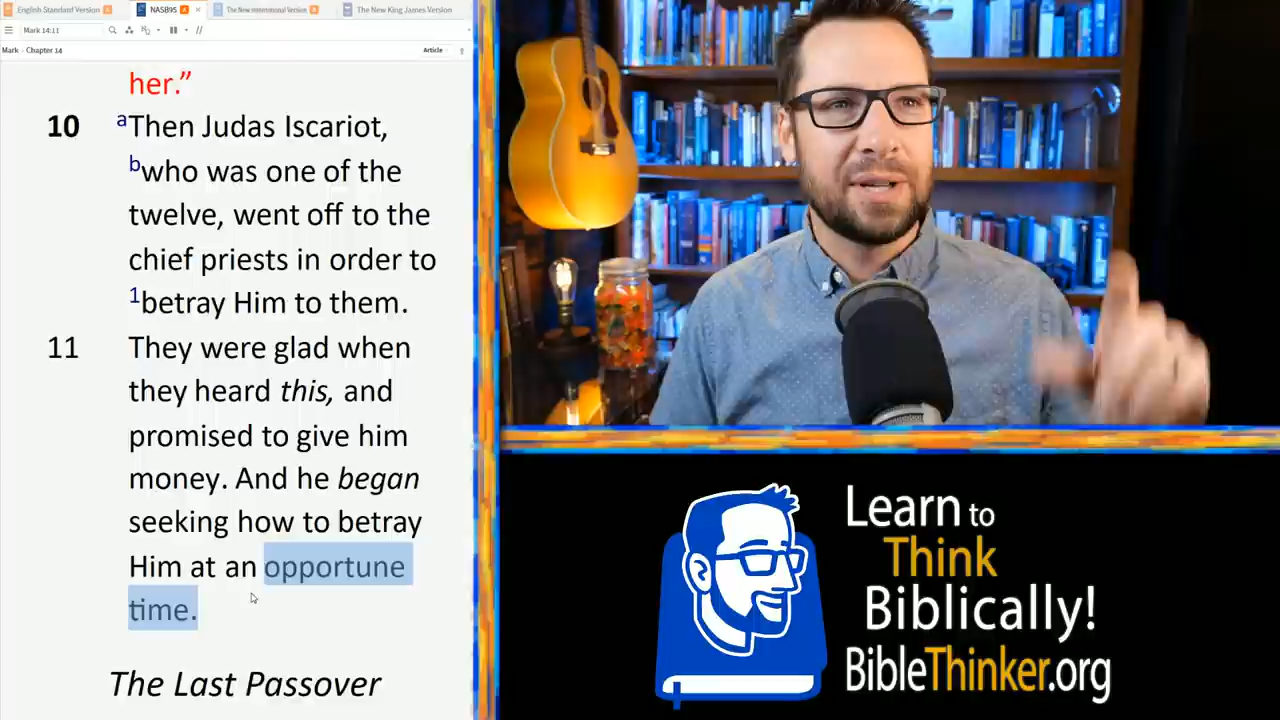 English Standard Version
NASB95
The New International Version
The New King James Version
Mark 14:11
Mark · Chapter 14
Article
her.”
10 aThen Judas Iscariot,
bwho was one of the
twelve, went off to the
chief priests in order to
1betray Him to them.
11 They were glad when
they heard this, and
promised to give him
money. And he began
seeking how to betray
Him at an opportune
time.
The Last Passover
Learn to
Think
Biblically!
BibleThinker.org